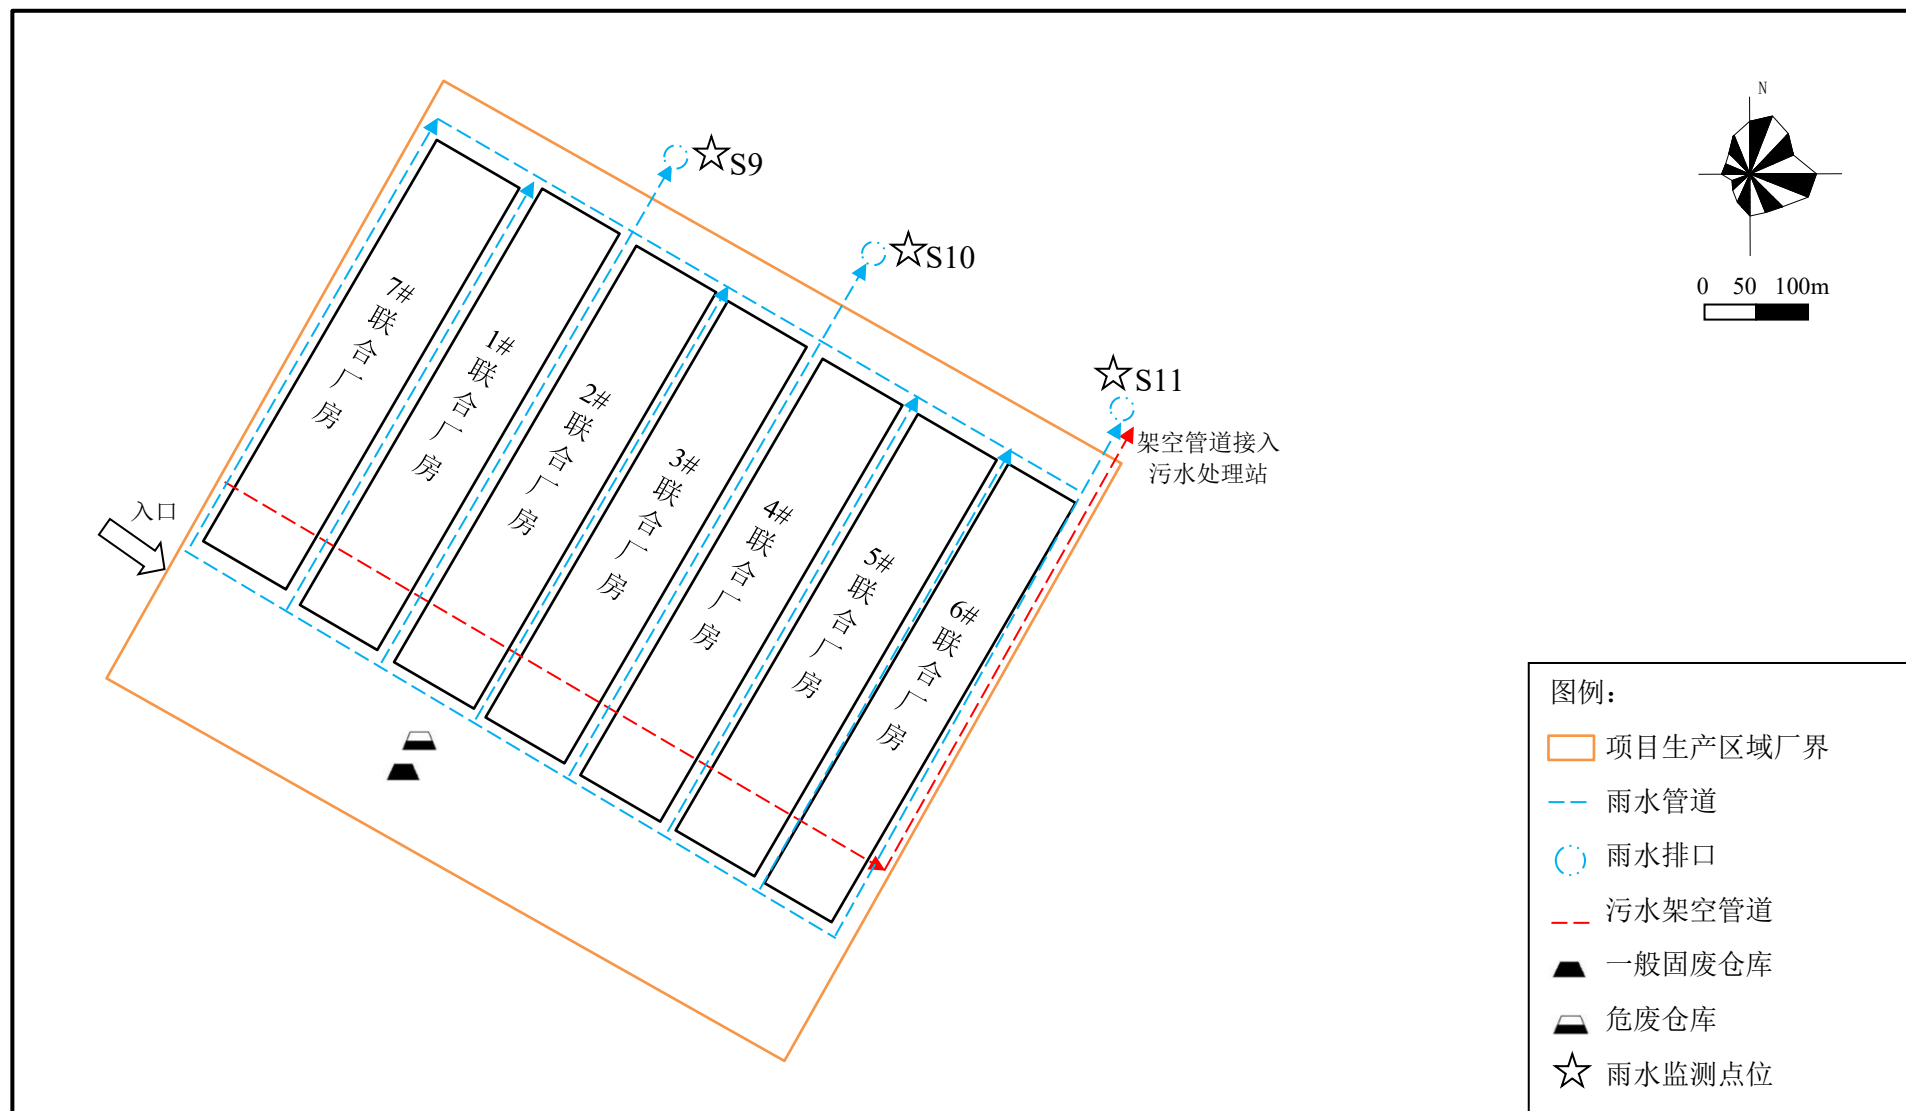 N
0 50 100m
S9
S10
S11
架空管道接入
污水处理站
7#联合厂房
1#联合厂房
2#联合厂房
3#联合厂房
4#联合厂房
5#联合厂房
6#联合厂房
入口
图例：
项目生产区域厂界
雨水管道
雨水排口
污水架空管道
一般固废仓库
危废仓库
雨水监测点位